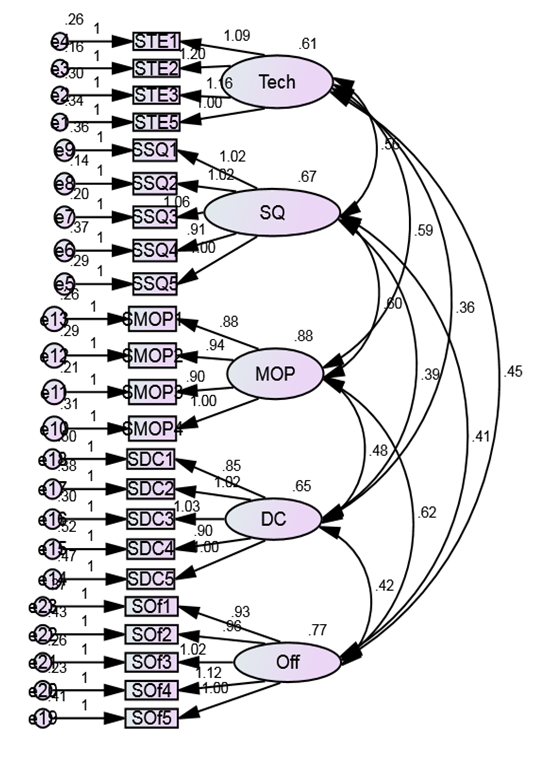 .26
e4 1 STE1 1.09 .61
.16
e3 1 STE2 1.20
.30
e2 1 STE3 1.16 Tech
.34
e1 1 STE5 1.00
.36
e9 1 SSQ1 1.02
.14
e8 1 SSQ2 1.02 .67
.20
e7 1 SSQ3 1.06 SQ .59
.37
e6 1 SSQ4 .91
.29
e5 1 SSQ5 1.00
.26 .60 .36
e13 1 SMOP1 .88 .88
.29
e12 1 SMOP2 .94
.21
e11 1 SMOP3 .90 MOP .39 .45
.31
e10 1 SMOP4 1.00
.41
e18 1 SDC1 .85 .48
.38
e17 1 SDC2 1.02 .65
.30
e16 1 SDC3 1.03 DC .62
.52
e15 1 SDC4 .90
.47
e14 1 SDC5 1.00 .42
e23 1 SOf1 .93
.43
e22 1 SOf2 .96 .77
.26
e21 1 SOf3 1.02 Off
.23
e20 1 SOf4 1.12
.41
e19 1 SOf5 1.00